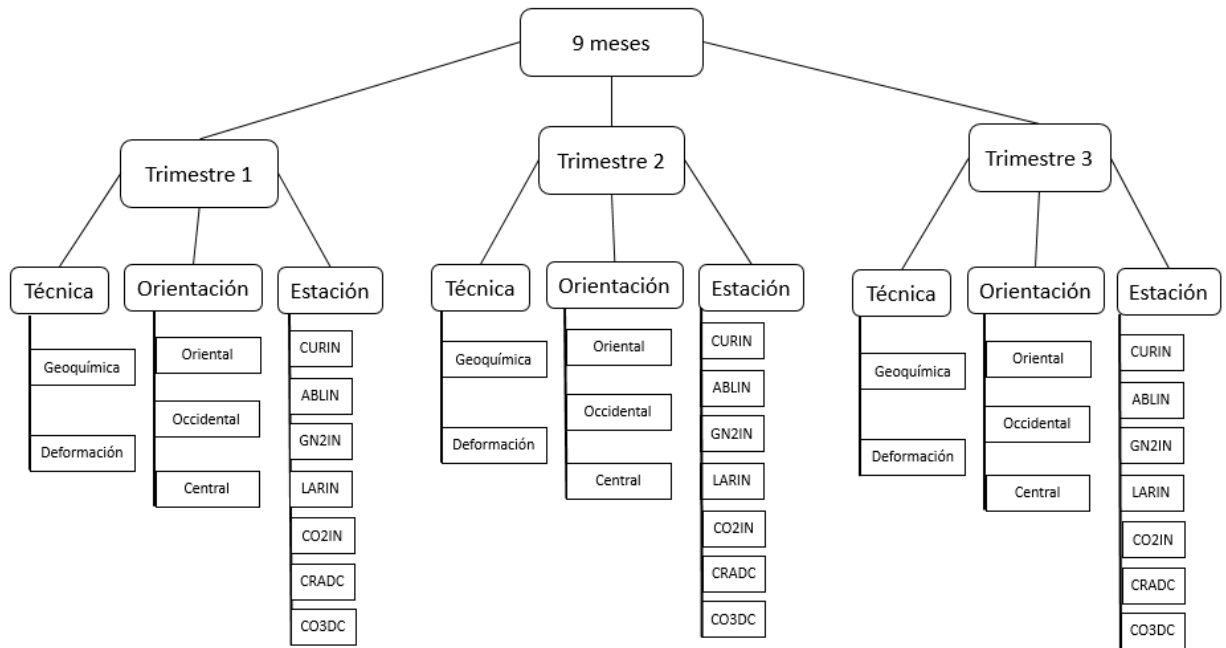 9 meses
Trimestre 1
Técnica
Geoquímica
Deformación
Orientación
Oriental
Occidental
Central
Estación
CURIN
ABLIN
GN2IN
LARIN
CO2IN
CRADC
CO3DC
Trimestre 2
Técnica
Geoquímica
Deformación
Orientación
Oriental
Occidental
Central
Estación
CURIN
ABLIN
GN2IN
LARIN
CO2IN
CRADC
CO3DC
Trimestre 3
Técnica
Geoquímica
Deformación
Orientación
Oriental
Occidental
Central
Estación
CURIN
ABLIN
GN2IN
LARIN
CO2IN
CRADC
CO3DC